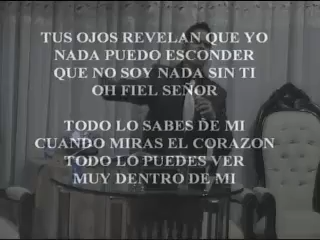 TUS OJOS REVELAN QUE YO
NADA PUEDO ESCONDER
QUE NO SOY NADA SIN TI
OH FIEL SEÑOR
TODO LO SABES DE MI
CUANDO MIRAS EL CORAZON
TODO LO PUEDES VER
MUY DENTRO DE MI